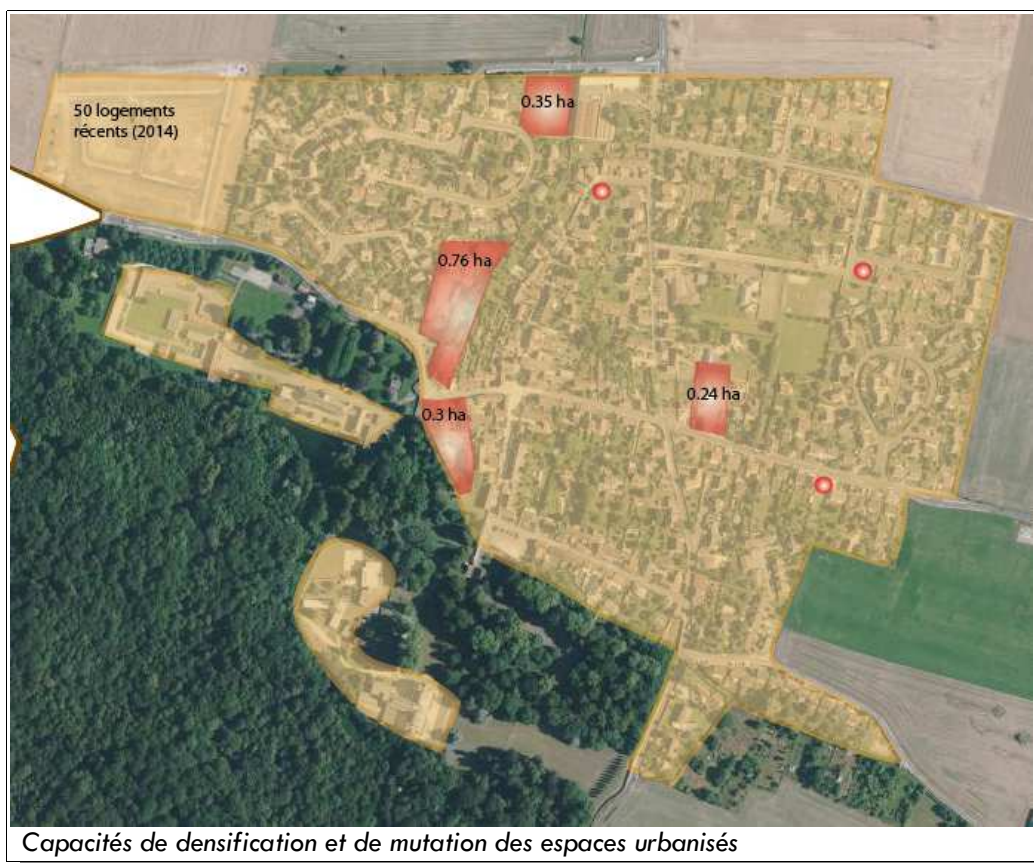 50 logements
récents (2014)
0.35 ha
0.76 ha
0.24 ha
0.3 ha
Capacités de densification et de mutation des espaces urbanisés